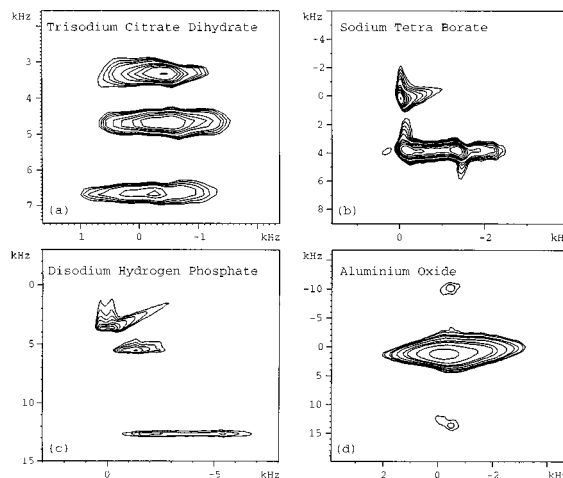 kHz
Trisodium Citrate Dihydrate
3
4
5
6
7
(a)
1
0
-1
kHz
kHz
Sodium Tetra Borate
-4
-2
0
2
4
6
8
(b)
0
-2
kHz
kHz
Disodium Hydrogen Phosphate
0
5
10
15
(c)
0
-5
kHz
kHz
Aluminium Oxide
-10
-5
0
5
10
15
(d)
2
0
-2
kHz